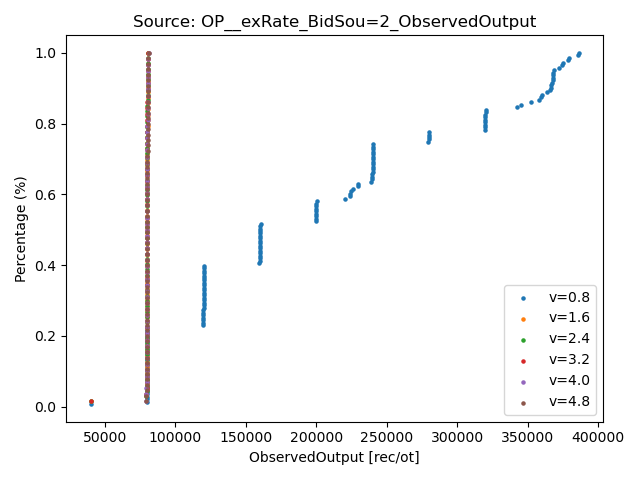 Source: OP__exRate_BidSou=2_ObservedOutput
Percentage (%)
1.0
0.8
0.6
0.4
0.2
0.0
v=0.8
v=1.6
v=2.4
v=3.2
v=4.0
v=4.8
50000 100000 150000 200000 250000 300000 350000 400000
ObservedOutput [rec/ot]